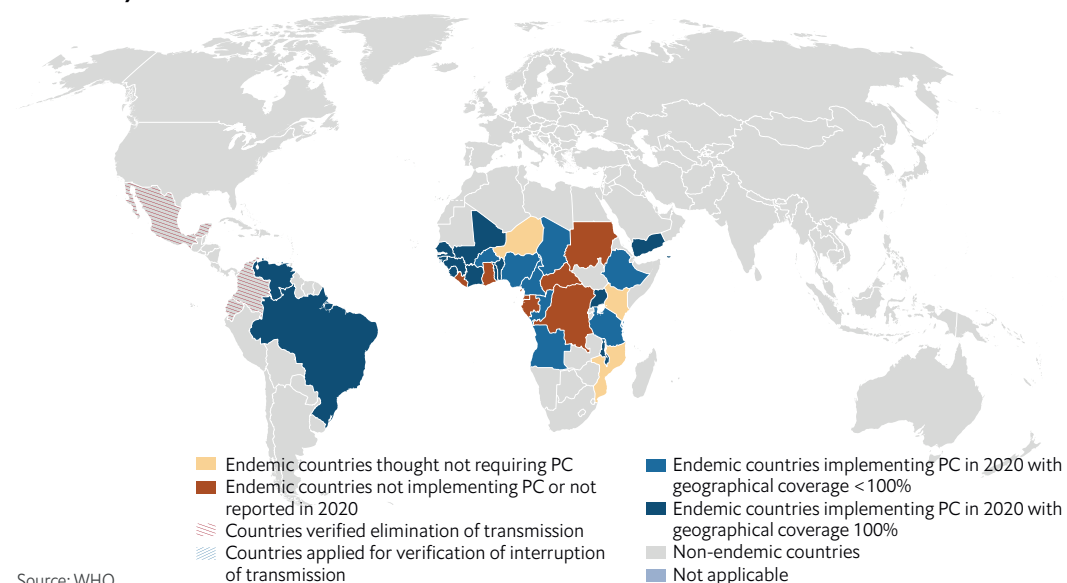 Endemic countries thought not requiring PC
Endemic countries not implementing PC or not
reported in 2020
Countries verified elimination of transmission
Countries applied for verification of interruption
of transmission
Endemic countries implementing PC in 2020 with
geographical coverage <100%
Endemic countries implementing PC in 2020 with
geographical coverage 100%
Non-endemic countries
Not applicable
Source: WHO